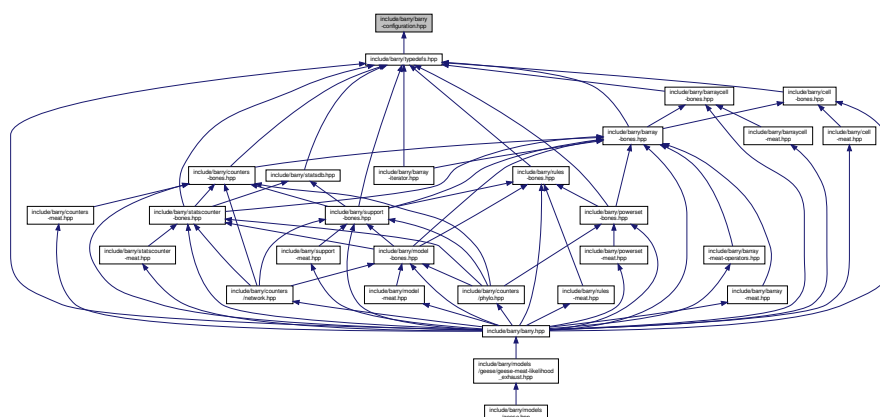 include/barry/barry
-configuration.hpp
include/barry/typedefs.hpp
include/barry/barraycell
-bones.hpp
include/barry/cell
-bones.hpp
include/barry/barray
-bones.hpp
include/barry/barraycell
-meat.hpp
include/barry/cell
-meat.hpp
include/barry/counters
-bones.hpp
include/barry/statsdb.hpp
include/barry/barray
-iterator.hpp
include/barry/rules
-bones.hpp
include/barry/counters
-meat.hpp
include/barry/statscounter
-bones.hpp
include/barry/support
-bones.hpp
include/barry/powerset
-bones.hpp
include/barry/statscounter
-meat.hpp
include/barry/support
-meat.hpp
include/barry/model
-bones.hpp
include/barry/powerset
-meat.hpp
include/barry/barray
-meat-operators.hpp
include/barry/counters
/network.hpp
include/barry/model
-meat.hpp
include/barry/counters
/phylo.hpp
include/barry/rules
-meat.hpp
include/barry/barray
-meat.hpp
include/barry/barry.hpp
include/barry/models
/geese/geese-meat-likelihood
_exhaust.hpp
include/barry/models